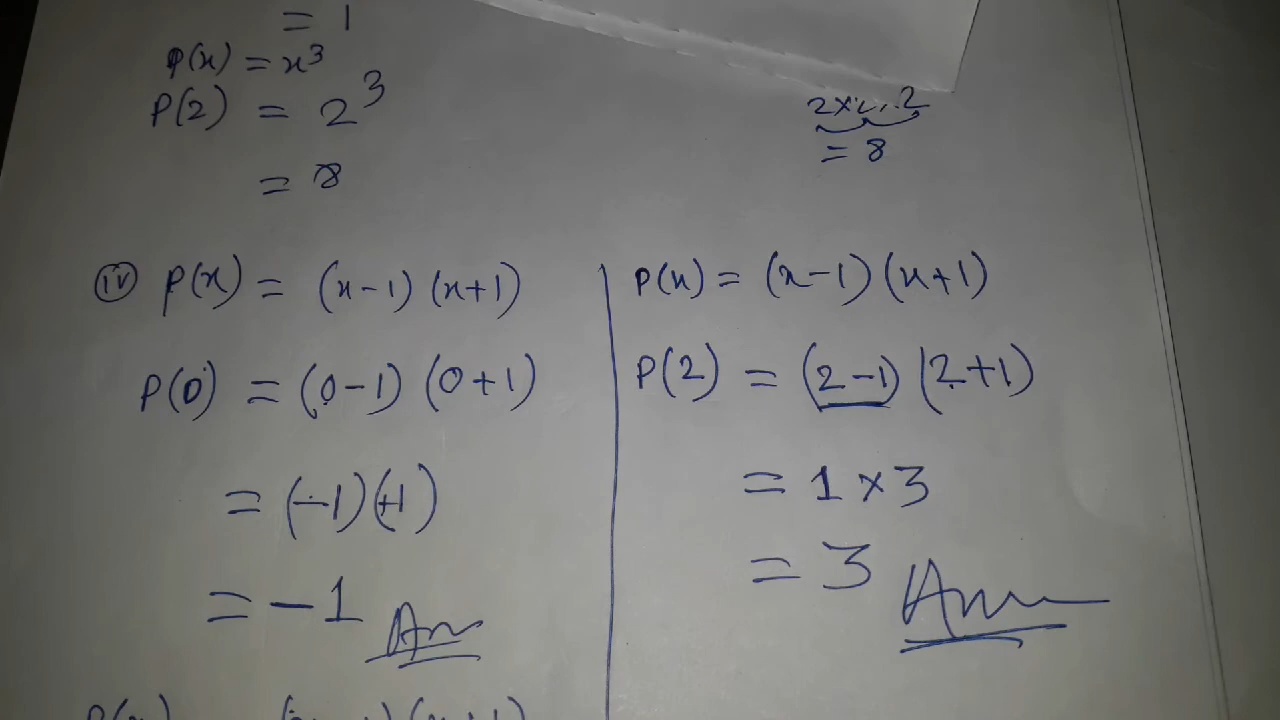 = 1
P(x) = x³
P(2) = 2³
= 8
2×2×2
= 8
(iv) P(x) = (x-1) (x+1)
P(0) = (0-1) (0+1)
= (-1)(+1)
= -1 Ans
P(x) = (x-1) (x+1)
P(2) = (2-1) (2+1)
= 1 × 3
= 3 Ans